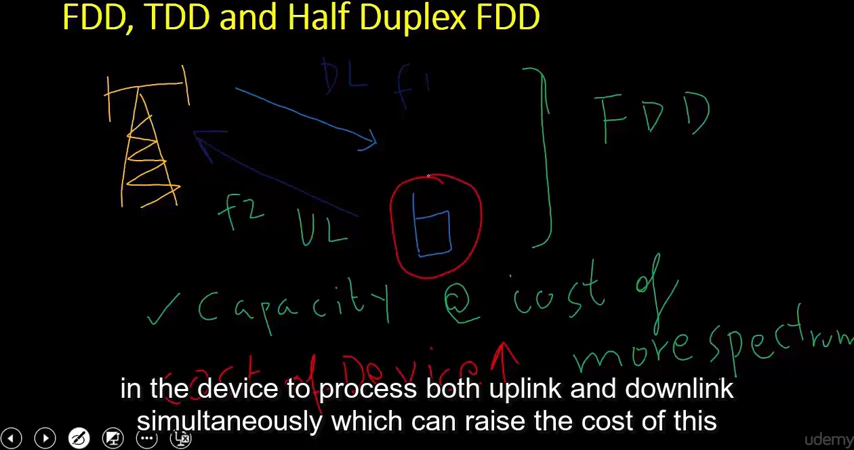 FDD, TDD and Half Duplex FDD
DL f1
FDD
f2 UL
✓ Capacity @ cost of
more spectrum
Cost of Device ↑
in the device to process both uplink and downlink
simultaneously which can raise the cost of this
udemy